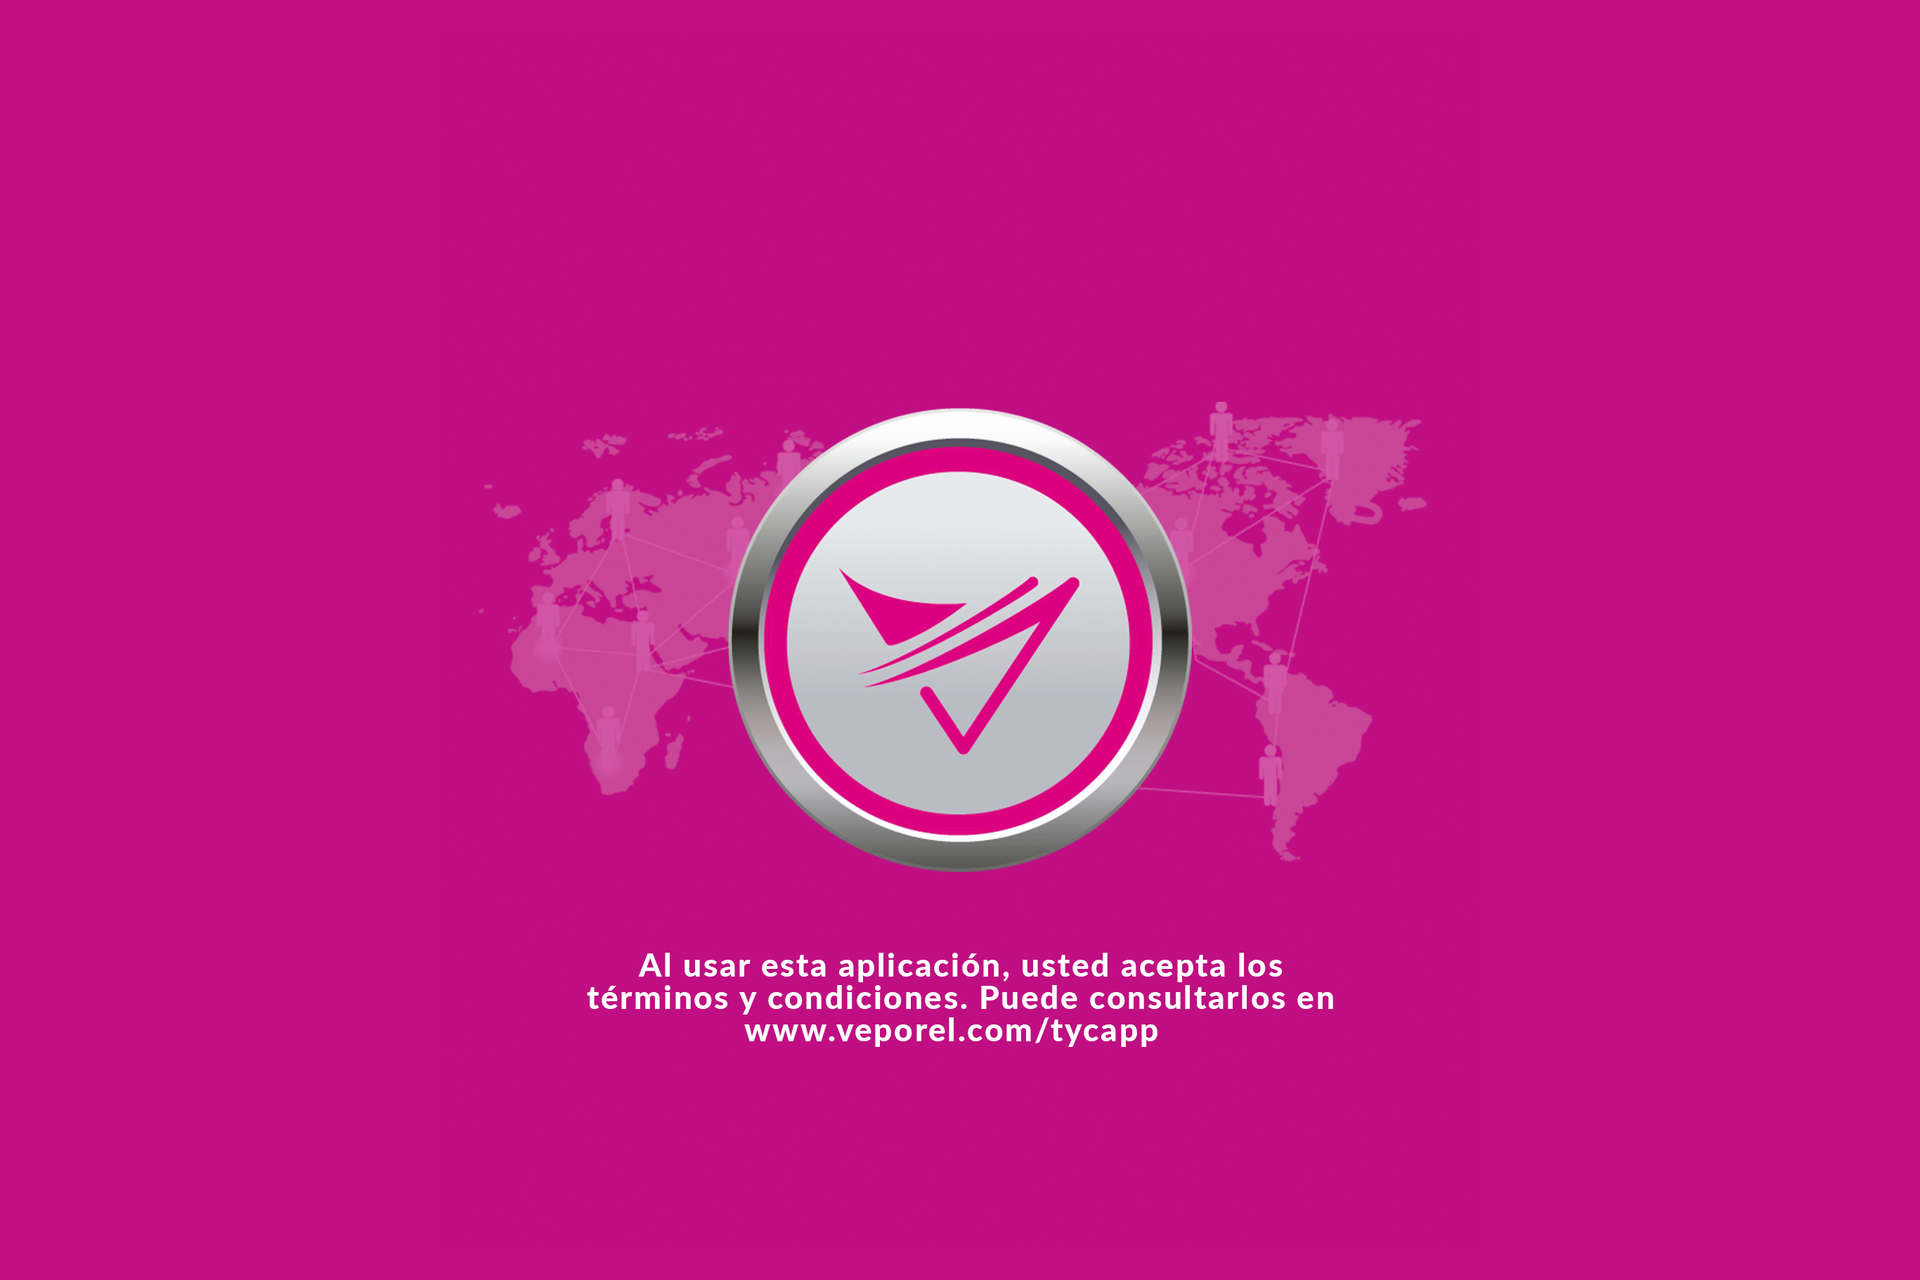 Al usar esta aplicación, usted acepta los
términos y condiciones. Puede consultarlos en
www.veporel.com/tycapp